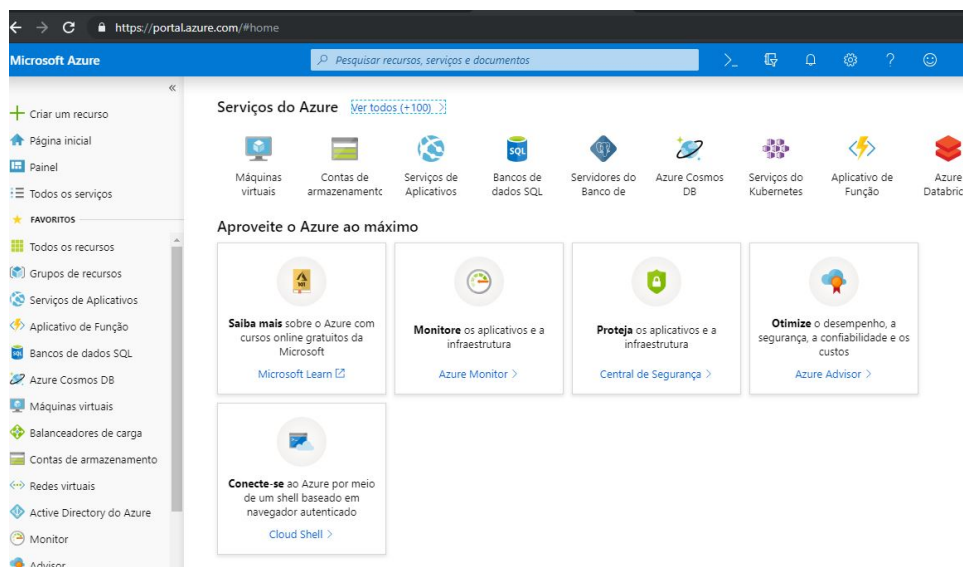 https://portal.azure.com/#home
Microsoft Azure
Pesquisar recursos, serviços e documentos
Criar um recurso
Página inicial
Painel
Todos os serviços
FAVORITOS
Todos os recursos
Grupos de recursos
Serviços de Aplicativos
Aplicativo de Função
Bancos de dados SQL
Azure Cosmos DB
Máquinas virtuais
Balanceadores de carga
Contas de armazenamento
Redes virtuais
Active Directory do Azure
Monitor
Advisor
Serviços do Azure Ver todos (+100)
Máquinas
virtuais
Contas de
armazenamentc
Serviços de
Aplicativos
SQL
Bancos de
dados SQL
Servidores do
Banco de
Azure Cosmos
DB
Serviços do
Kubernetes
Aplicativo de
Função
Azure
Databric
Aproveite o Azure ao máximo
Saiba mais sobre o Azure com
cursos online gratuitos da
Microsoft
Microsoft Learn
Monitore os aplicativos e a
infraestrutura
Azure Monitor
Proteja os aplicativos e a
infraestrutura
Central de Segurança
Otimize o desempenho, a
segurança, a confiabilidade e os
custos
Azure Advisor
Conecte-se ao Azure por meio
de um shell baseado em
navegador autenticado
Cloud Shell